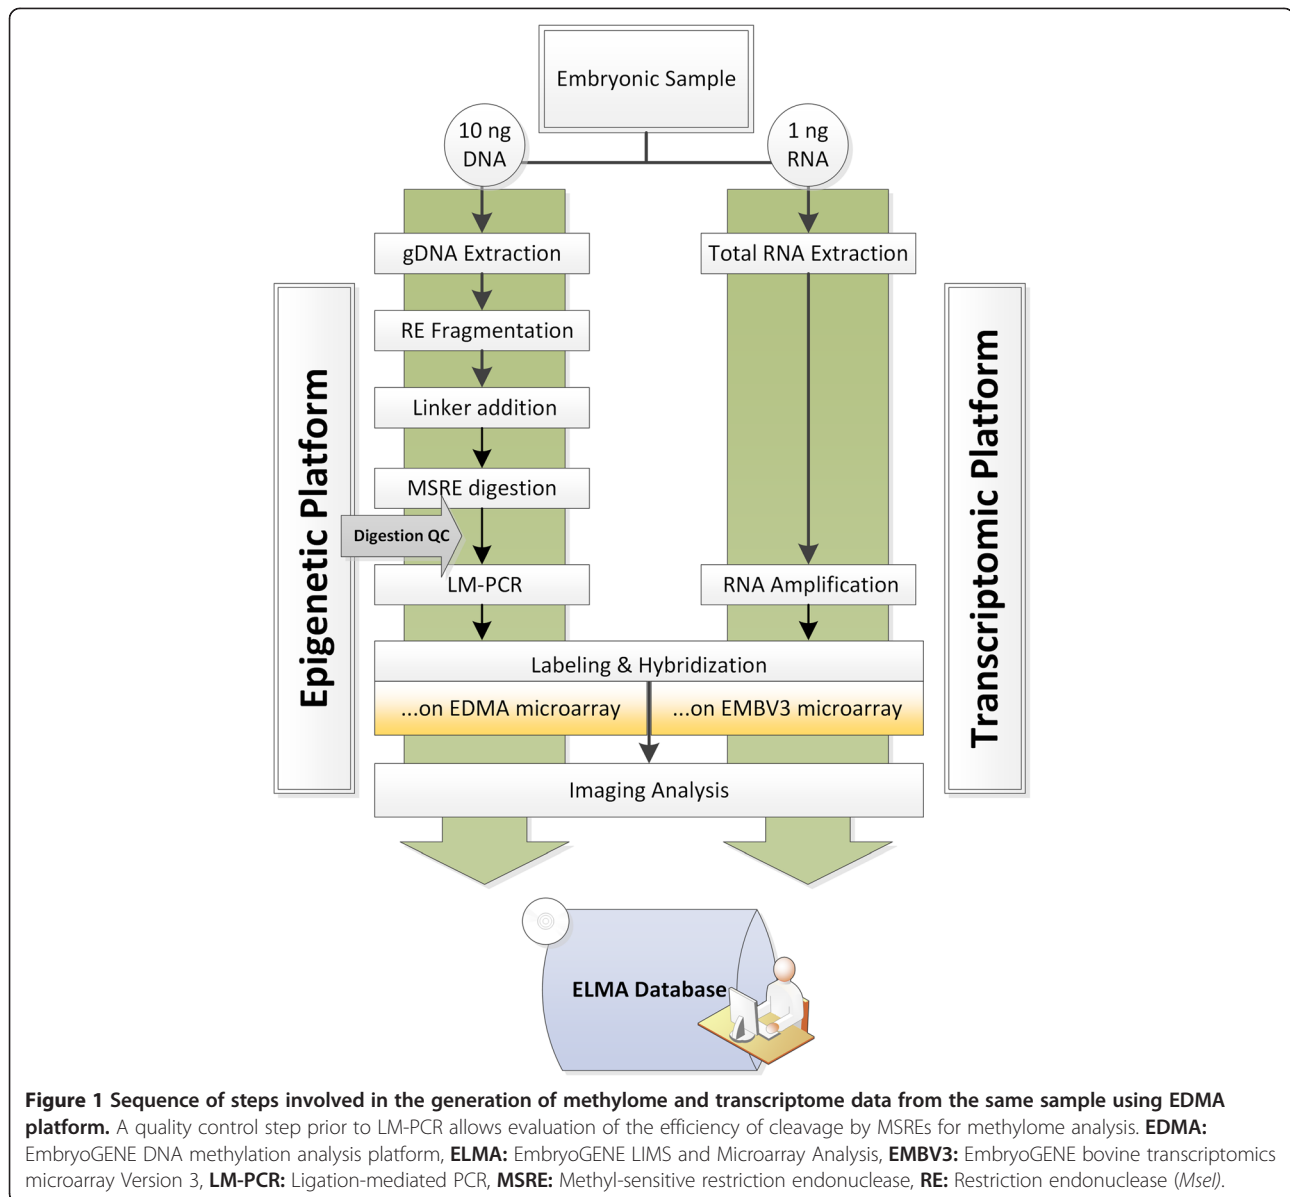 Embryonic Sample
10 ng
DNA
1 ng
RNA
gDNA Extraction
Total RNA Extraction
RE Fragmentation
Linker addition
MSRE digestion
Digestion QC
LM-PCR
RNA Amplification
Epigenetic Platform
Transcriptomic Platform
Labeling & Hybridization
...on EDMA microarray
...on EMBV3 microarray
Imaging Analysis
ELMA Database
Figure 1 Sequence of steps involved in the generation of methylome and transcriptome data from the same sample using EDMA
platform. A quality control step prior to LM-PCR allows evaluation of the efficiency of cleavage by MSREs for methylome analysis. EDMA:
EmbryoGENE DNA methylation analysis platform, ELMA: EmbryoGENE LIMS and Microarray Analysis, EMBV3: EmbryoGENE bovine transcriptomics
microarray Version 3, LM-PCR: Ligation-mediated PCR, MSRE: Methyl-sensitive restriction endonuclease, RE: Restriction endonuclease (MseI).